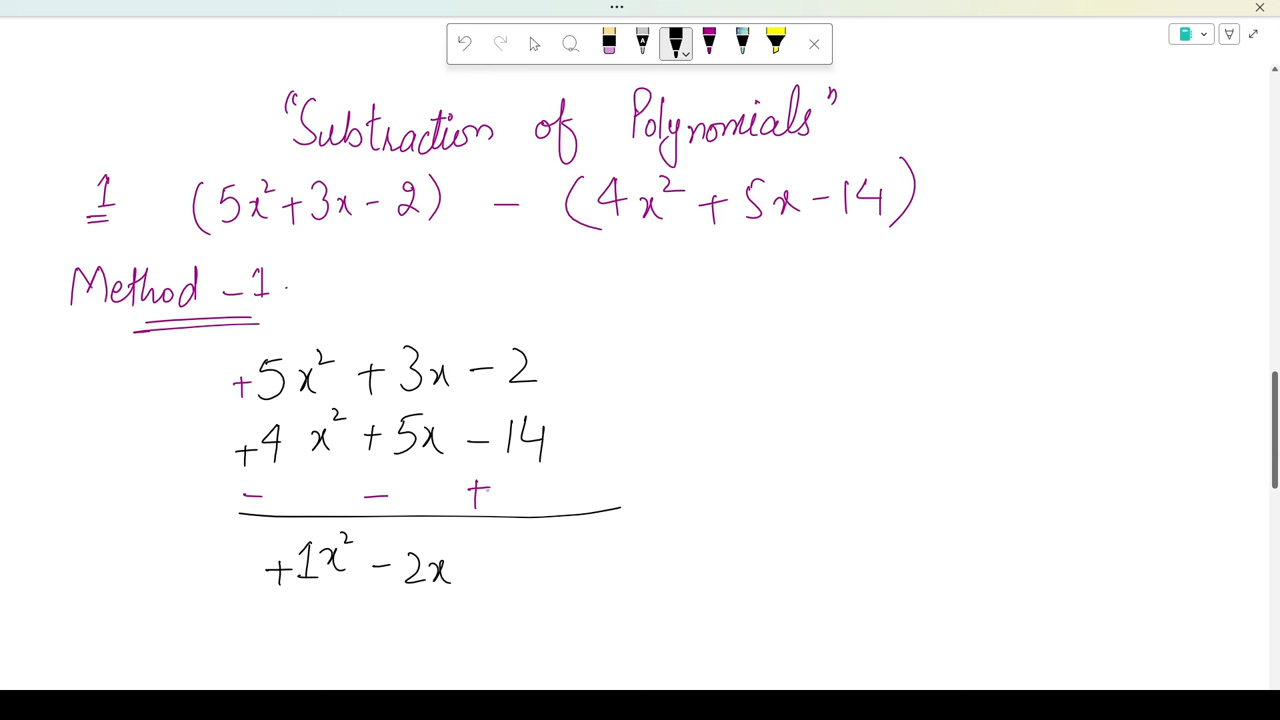 "Subtraction of Polynomials"
1 (5x² + 3x - 2) - (4x² + 5x - 14)
Method - 1.
+5x² + 3x - 2
+4x² + 5x - 14
- - +
+1x² - 2x